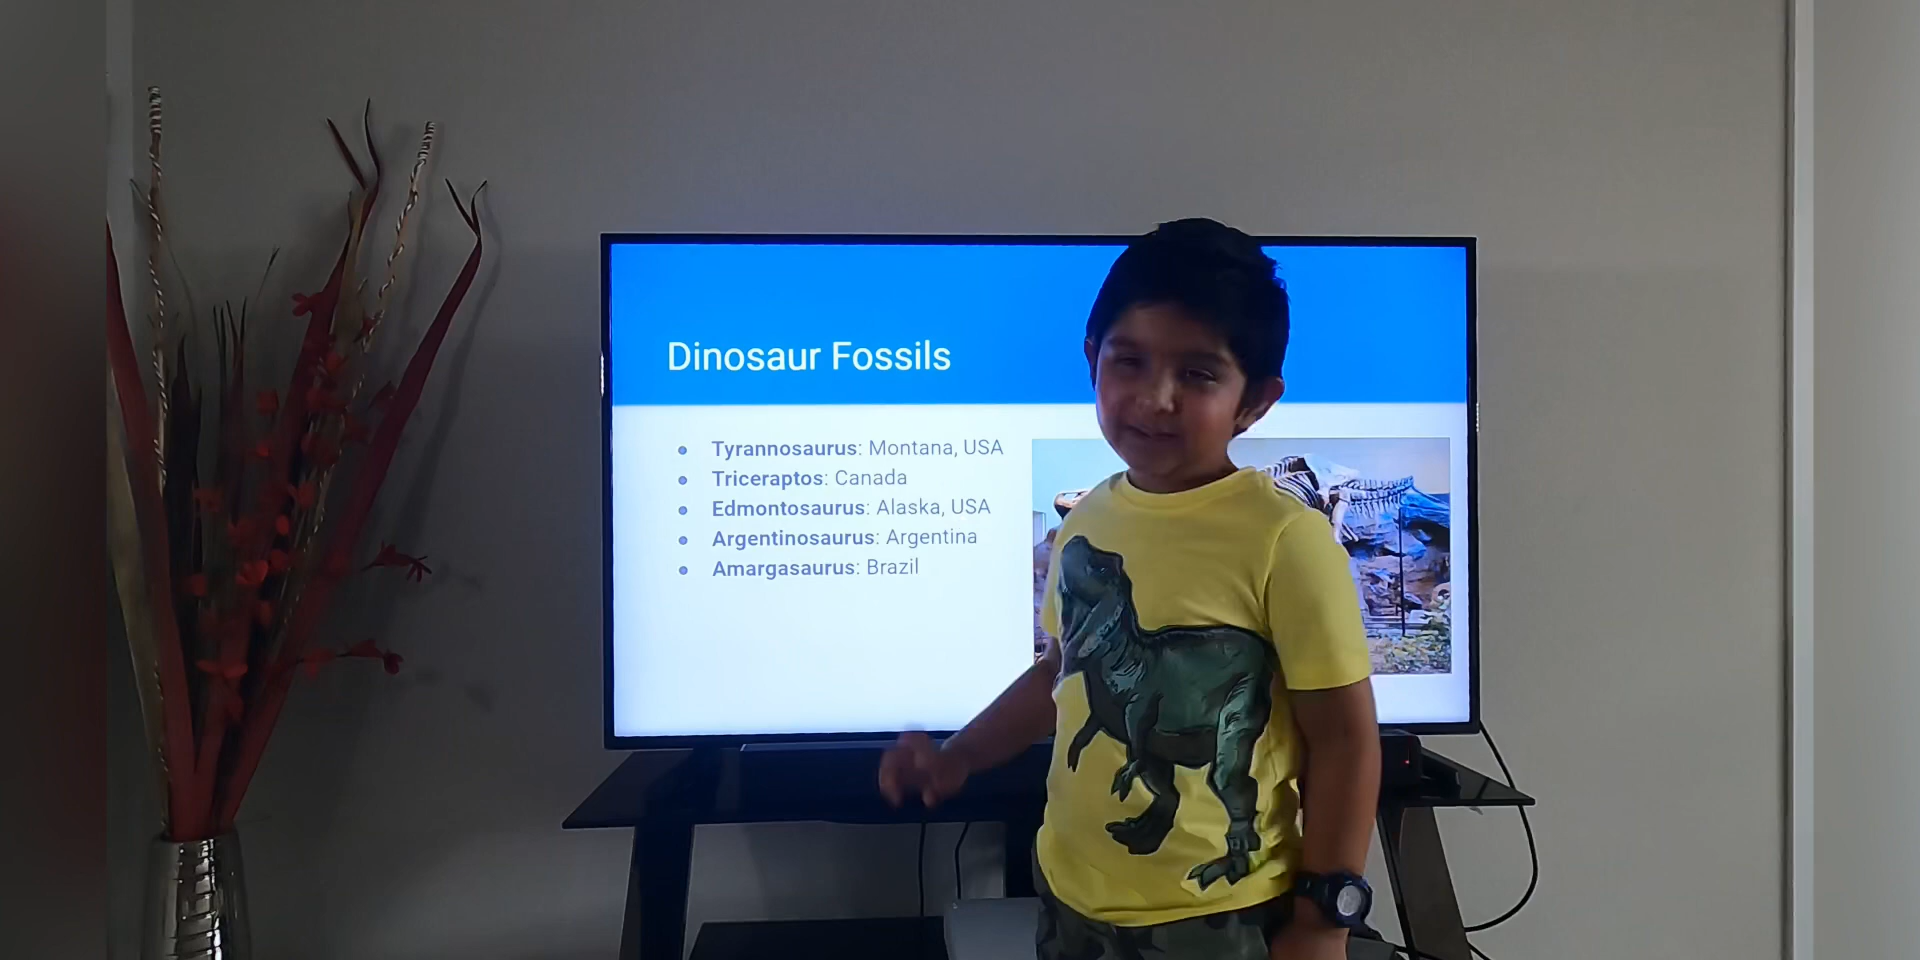 Dinosaur Fossils
Tyrannosaurus: Montana, USA
Triceraptos: Canada
Edmontosaurus: Alaska, USA
Argentinosaurus: Argentina
Amargasaurus: Brazil